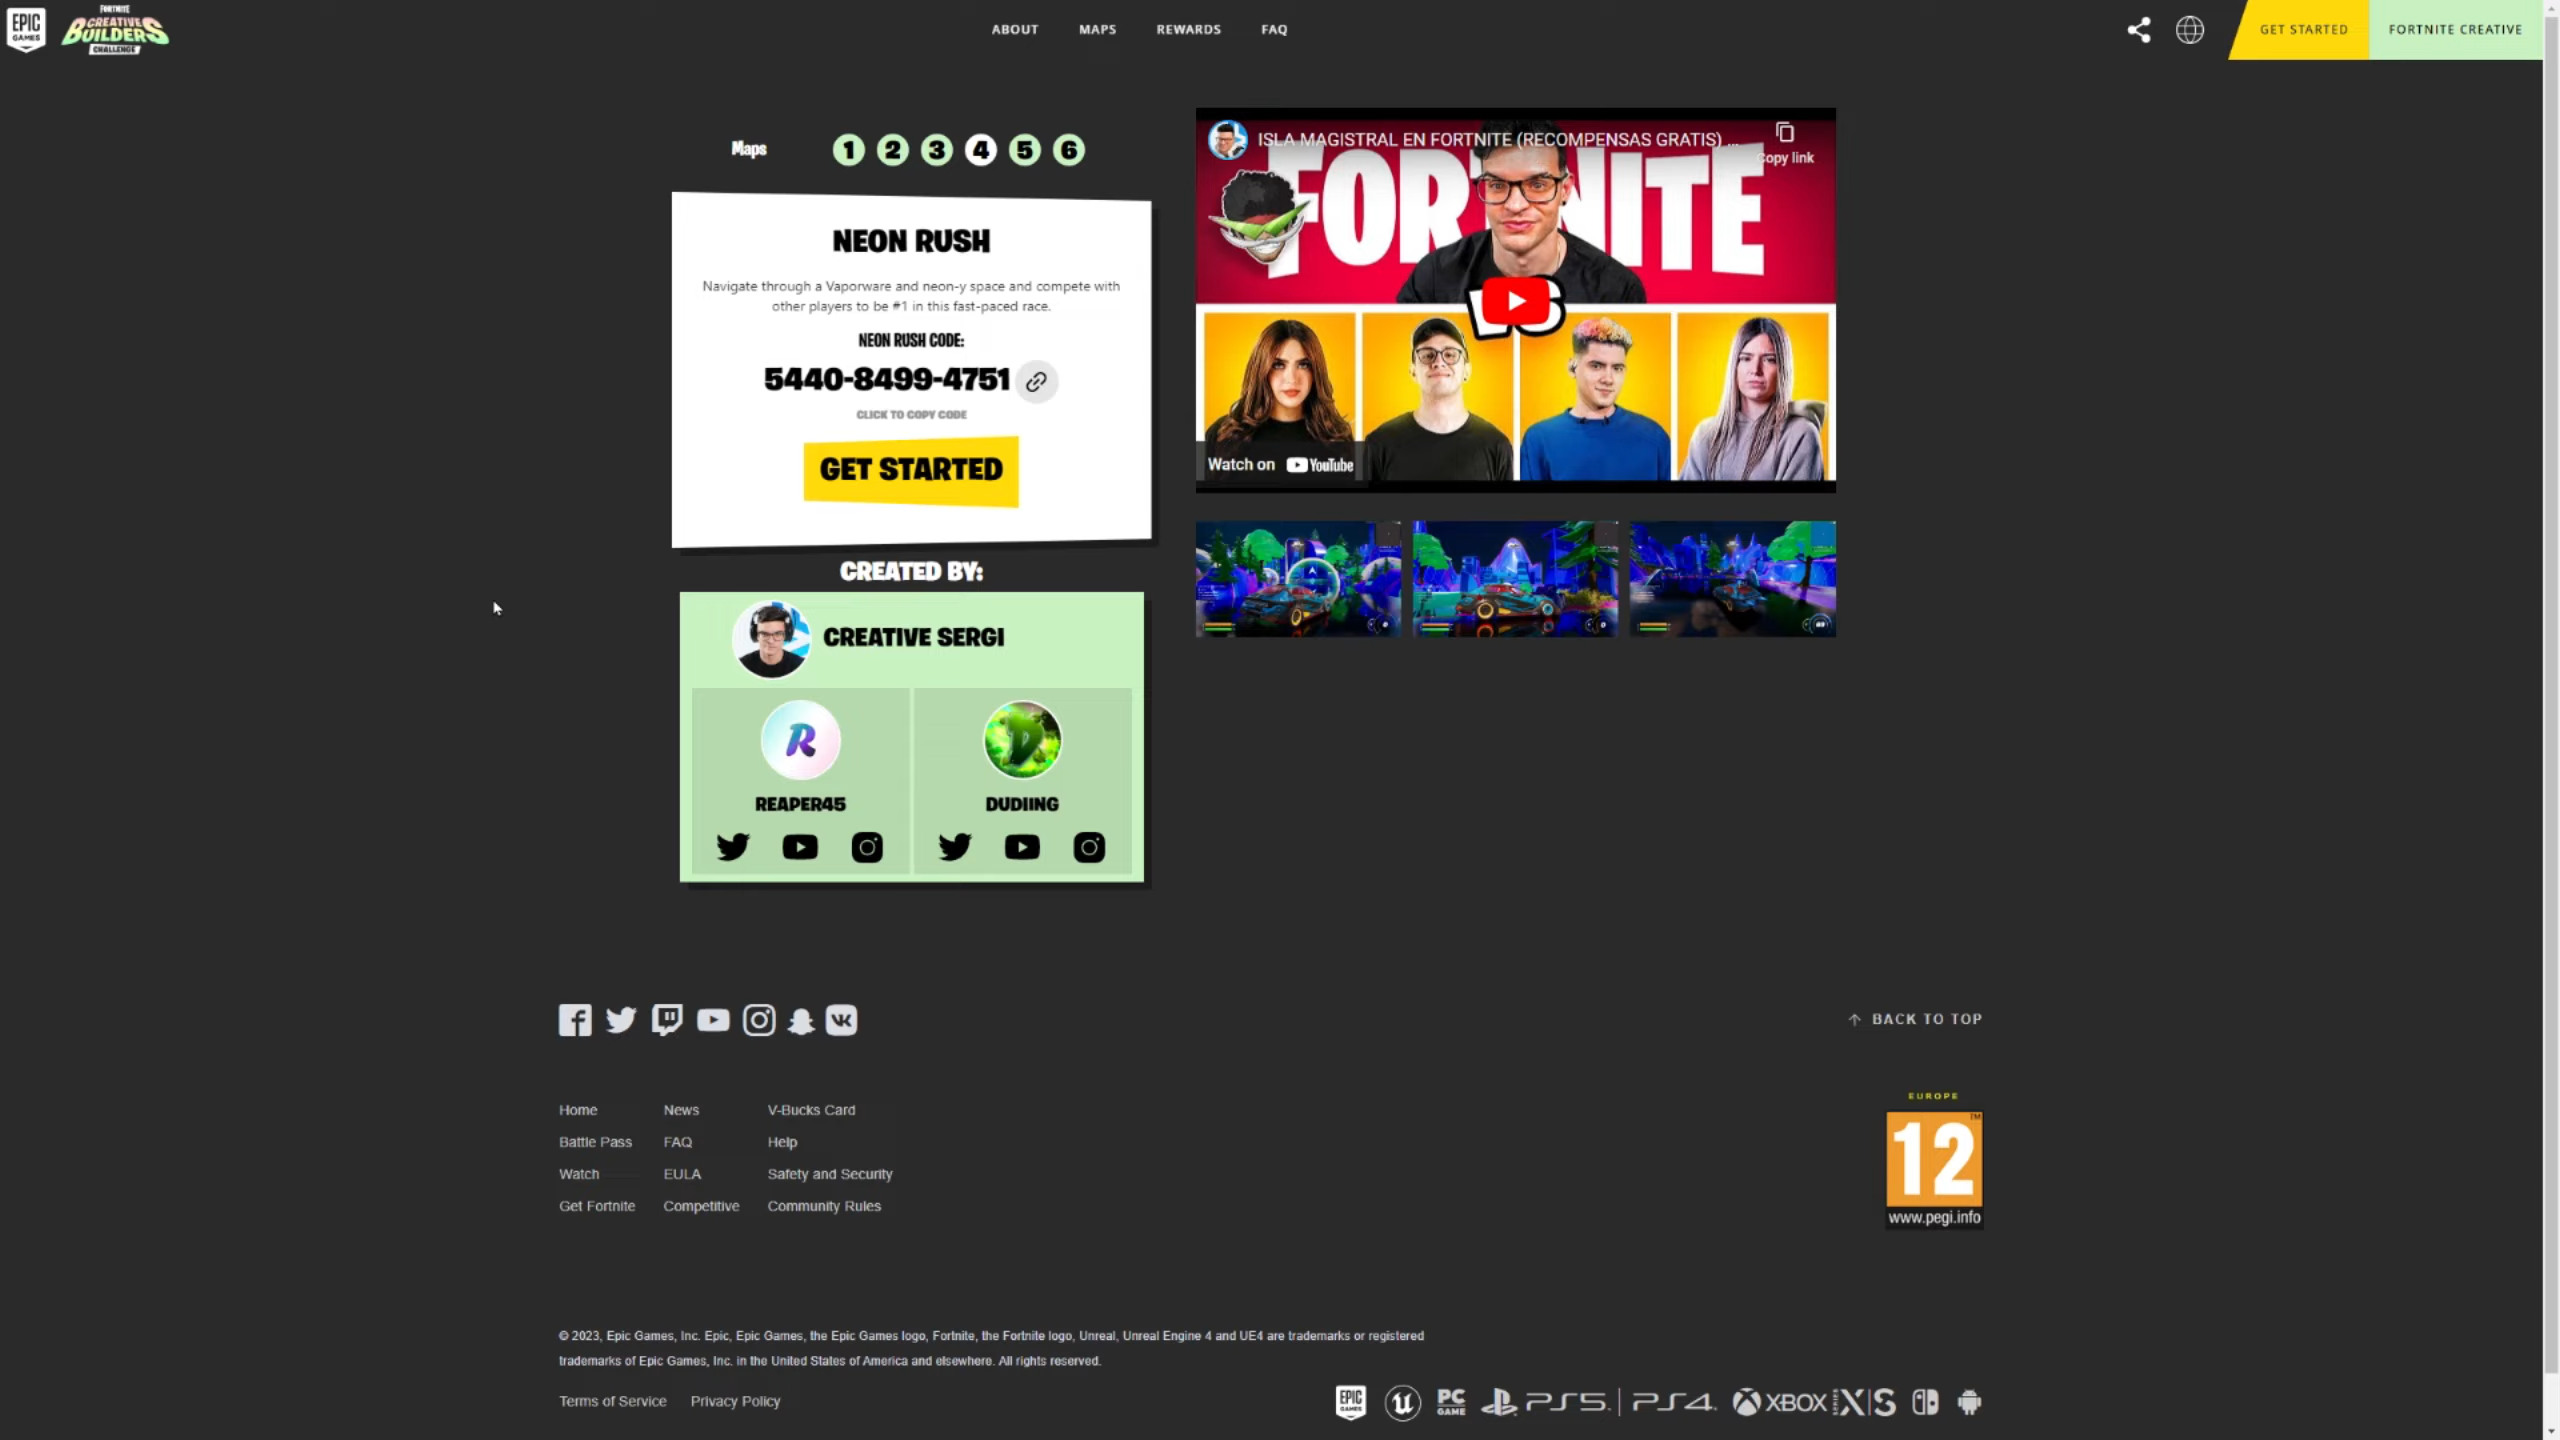 EPIC
GAMES
FORTNITE
CREATIVE
BUILDERS
CHALLENGE
ABOUT
MAPS
REWARDS
FAQ
GET STARTED
FORTNITE CREATIVE
Maps
1
2
3
4
5
6
NEON RUSH
Navigate through a Vaporware and neon-y space and compete with
other players to be #1 in this fast-paced race.
NEON RUSH CODE:
5440-8499-4751
CLICK TO COPY CODE
GET STARTED
CREATED BY:
CREATIVE SERGI
R
D
REAPER45
DUDIING
ISLA MAGISTRAL EN FORTNITE (RECOMPENSAS GRATIS) ...
Copy link
FORTNITE
VS
Watch on YouTube
BACK TO TOP
Home
News
V-Bucks Card
Battle Pass
FAQ
Help
Watch
EULA
Safety and Security
Get Fortnite
Competitive
Community Rules
EUROPE
12
TM
www.pegi.info
© 2023, Epic Games, Inc. Epic, Epic Games, the Epic Games logo, Fortnite, the Fortnite logo, Unreal, Unreal Engine 4 and UE4 are trademarks or registered
trademarks of Epic Games, Inc. in the United States of America and elsewhere. All rights reserved.
Terms of Service
Privacy Policy
EPIC
GAMES
PC
GAME
PS5
PS4
XBOX
SERIES
X|S